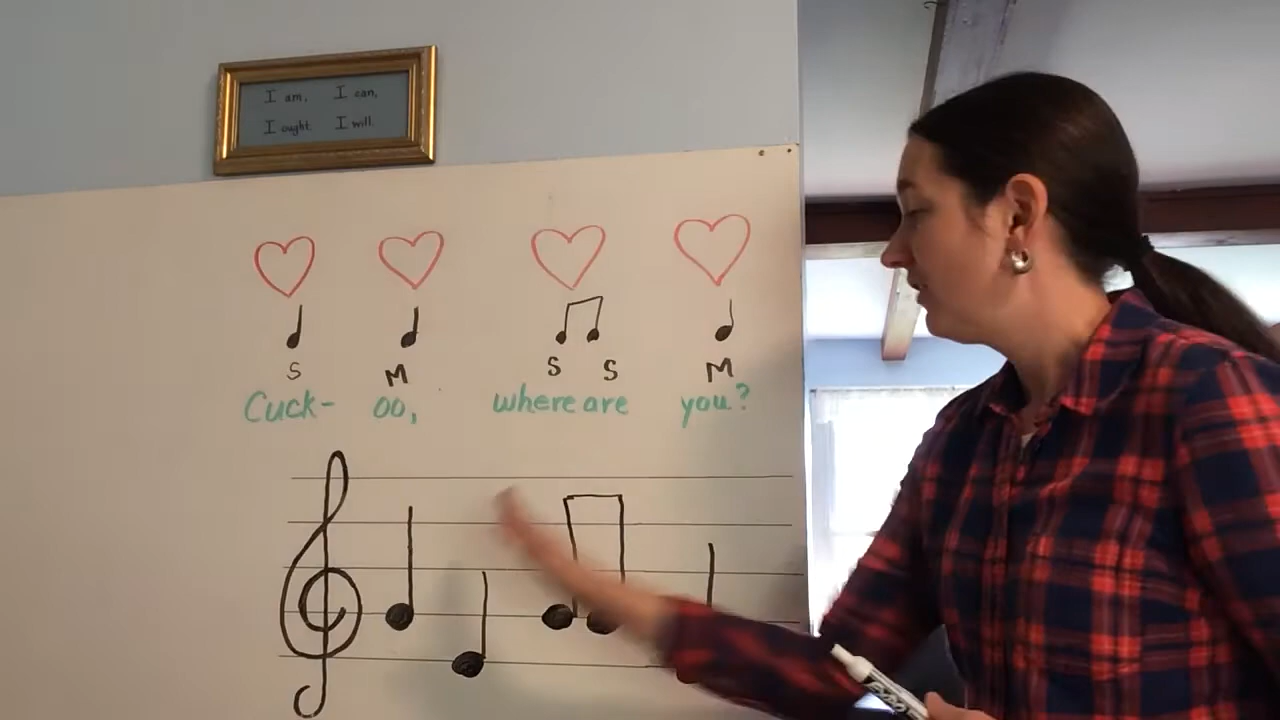 I am, I can,
I ought. I will.
S M S S M
Cuck- oo, where are you?